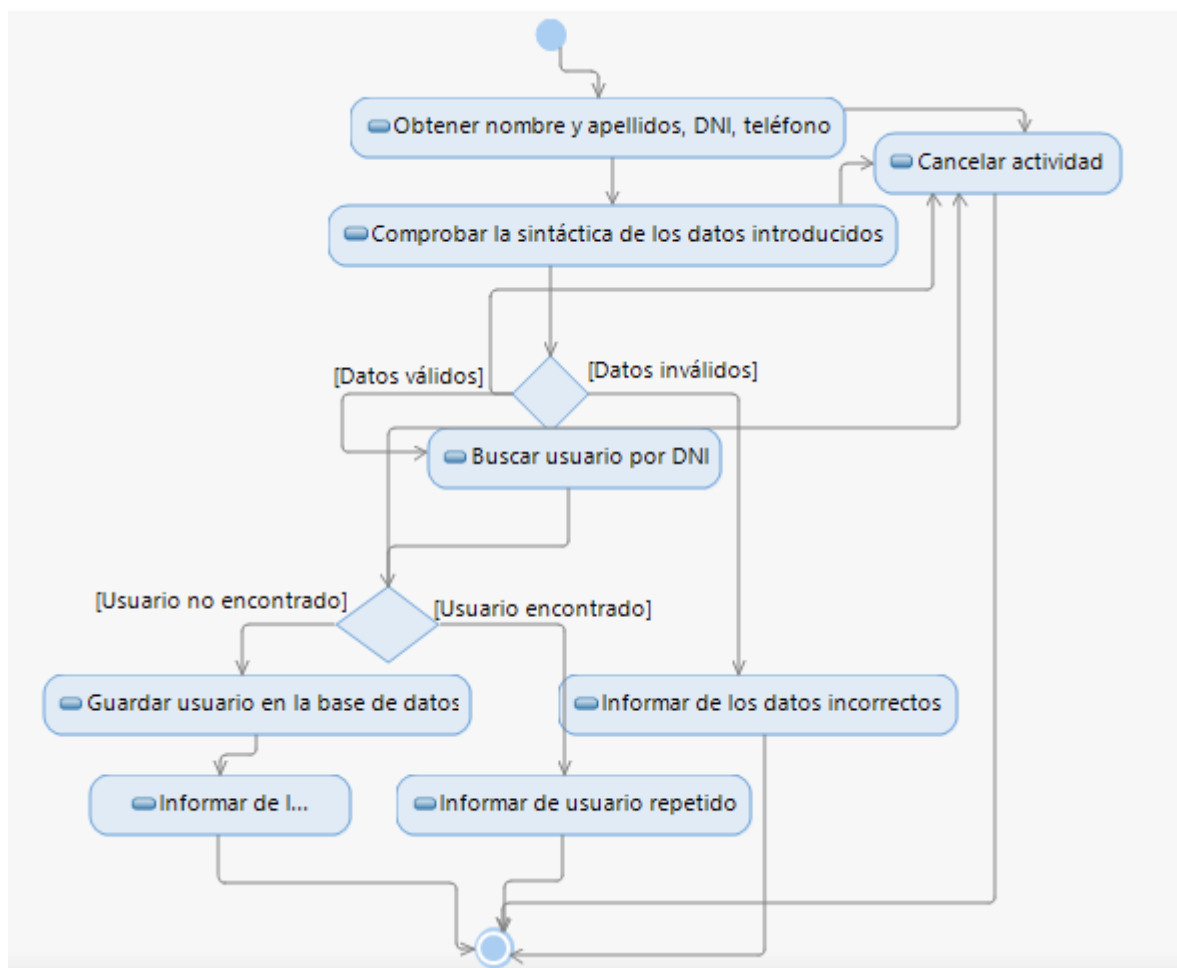 Obtener nombre y apellidos, DNI, teléfono
Cancelar actividad
Comprobar la sintáctica de los datos introducidos
[Datos válidos]
[Datos inválidos]
Buscar usuario por DNI
[Usuario no encontrado]
[Usuario encontrado]
Guardar usuario en la base de datos
Informar de los datos incorrectos
Informar de l...
Informar de usuario repetido